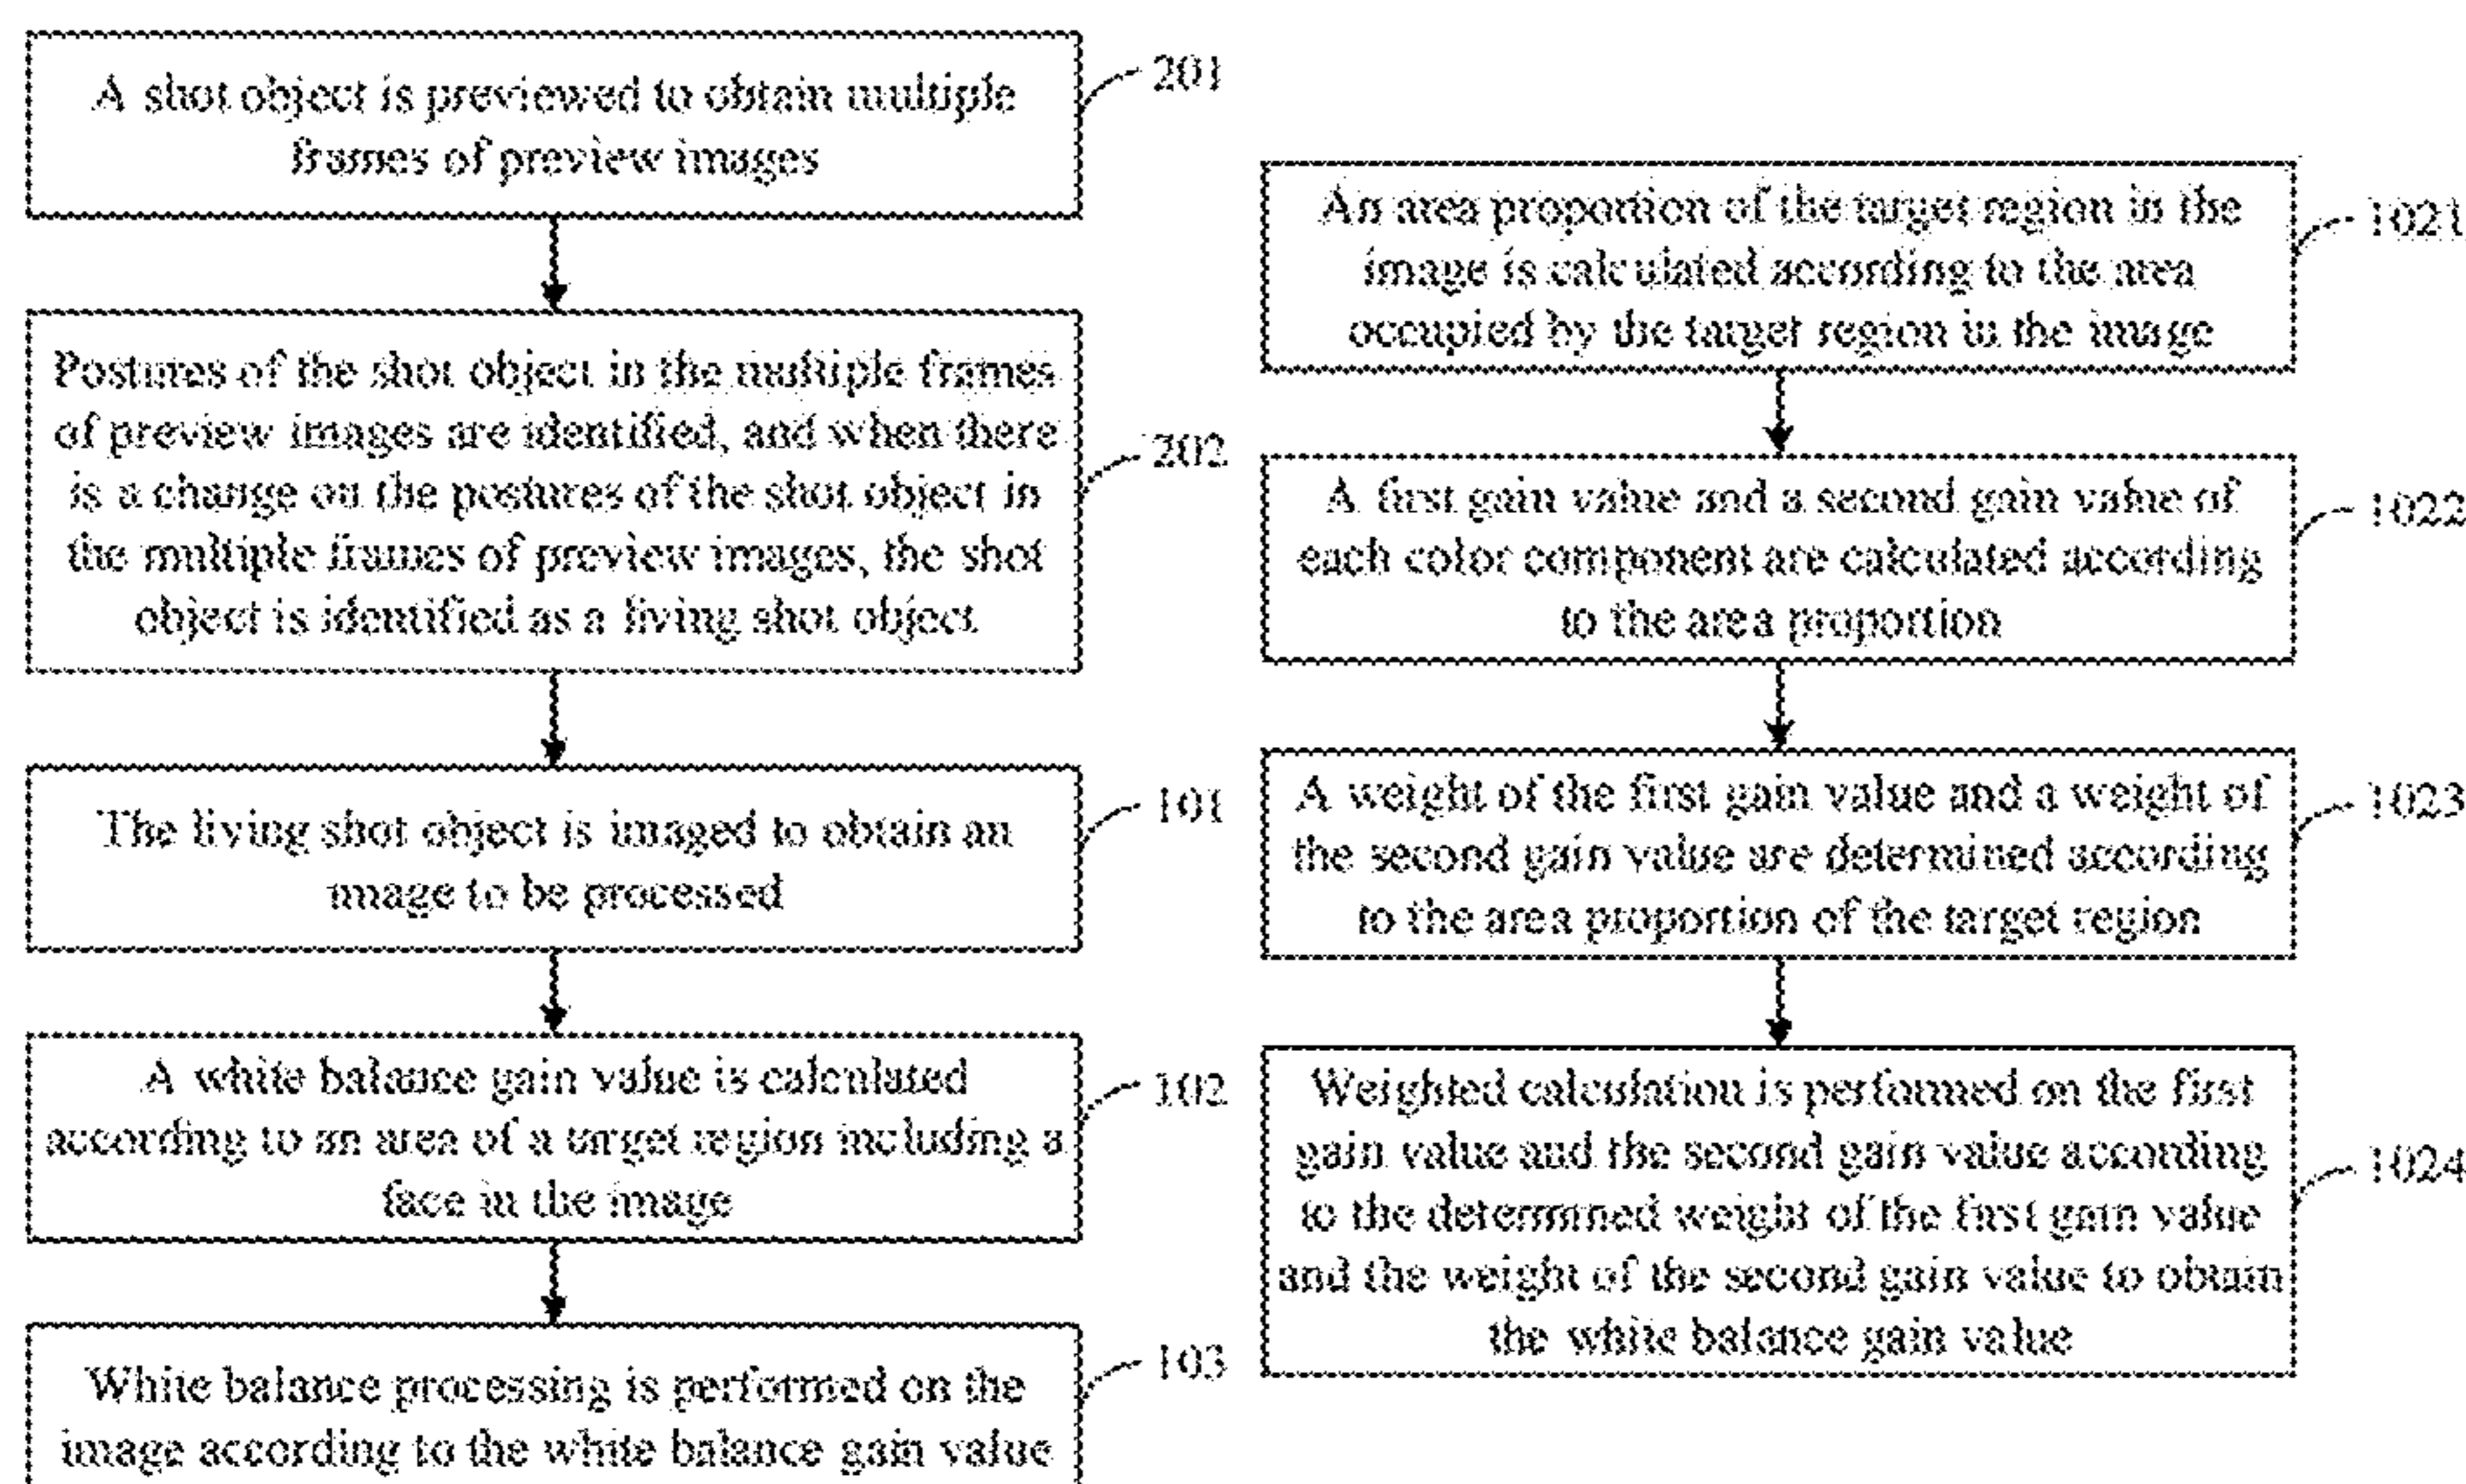 A shot object is previewed to obtain multiple
frames of preview images
201
Postures of the shot object in the multiple frames
of preview images are identified, and when there
is a change on the postures of the shot object in
the multiple frames of preview images, the shot
object is identified as a living shot object
202
The living shot object is imaged to obtain an
image to be processed
101
A white balance gain value is calculated
according to an area of a target region including a
face in the image
102
White balance processing is performed on the
image according to the white balance gain value
103
An area proportion of the target region in the
image is calculated according to the area
occupied by the target region in the image
1021
A first gain value and a second gain value of
each color component are calculated according
to the area proportion
1022
A weight of the first gain value and a weight of
the second gain value are determined according
to the area proportion of the target region
1023
Weighted calculation is performed on the first
gain value and the second gain value according
to the determined weight of the first gain value
and the weight of the second gain value to obtain
the white balance gain value
1024